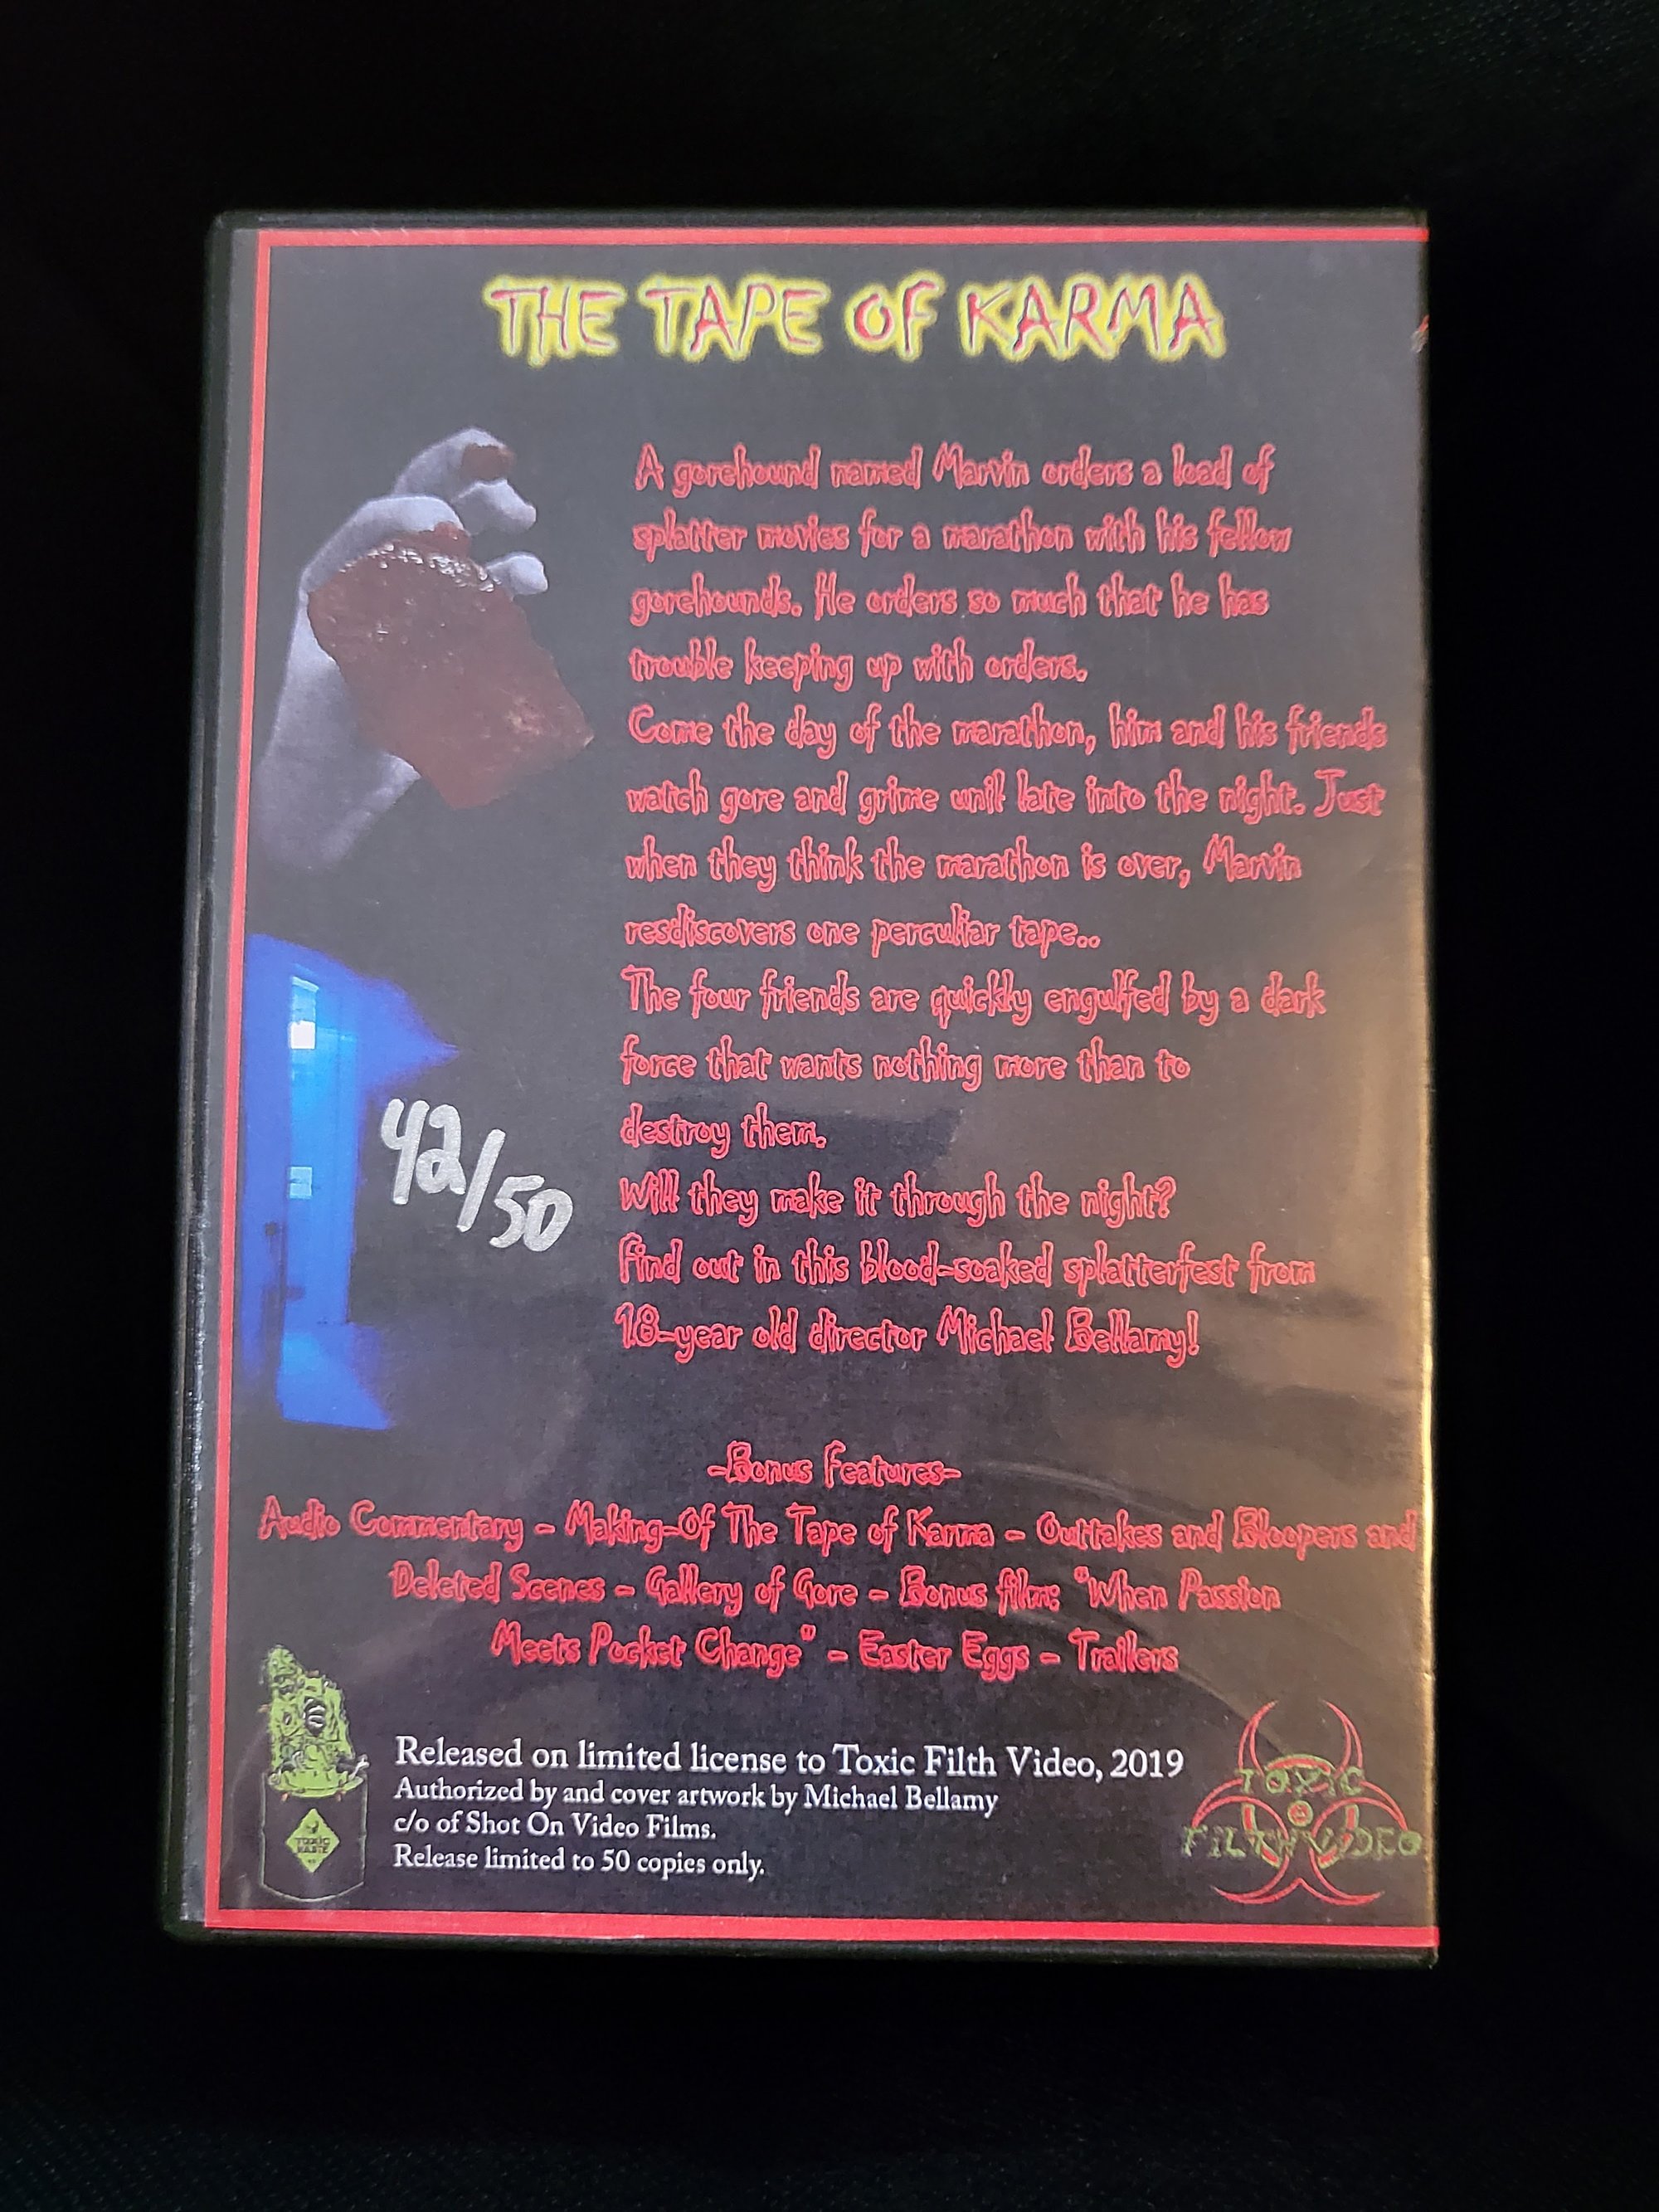 THE TAPE OF KARMA
A gorehound named Marvin orders a load of
splatter movies for a marathon with his fellow
gorehounds. He orders so much that he has
trouble keeping up with orders.
Come the day of the marathon, him and his friends
watch gore and grime unil late into the night. Just
when they think the marathon is over, Marvin
resdiscovers one perculiar tape..
The four friends are quickly engulfed by a dark
force that wants nothing more than to
destroy them.
Will they make it through the night?
Find out in this blood-soaked splatterfest from
18-year old director Michael Bellamy!
42/50
-Bonus Features-
Audio Commentary - Making-Of The Tape of Karma - Outtakes and Bloopers and
Deleted Scenes - Gallery of Gore - Bonus film: "When Passion
Meets Pocket Change" - Easter Eggs - Trailers
Released on limited license to Toxic Filth Video, 2019
Authorized by and cover artwork by Michael Bellamy
c/o of Shot On Video Films.
Release limited to 50 copies only.
TOXIC
WASTE
TOXIC
FILTH VIDEO